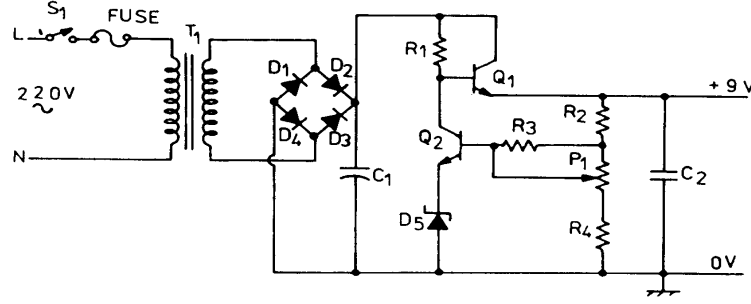 S1
FUSE
L
T1
220V
N
D1
D2
D4
D3
C1
R1
Q1
Q2
R3
D5
R2
P1
R4
C2
+9V
0V